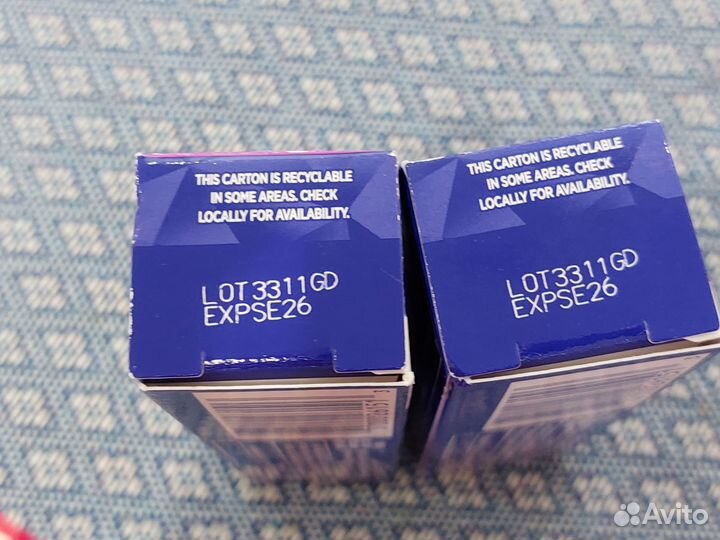 THIS CARTON IS RECYCLABLE
IN SOME AREAS. CHECK
LOCALLY FOR AVAILABILITY.
LOT3311GD
EXPSE26
THIS CARTON IS RECYCLABLE
IN SOME AREAS. CHECK
LOCALLY FOR AVAILABILITY.
LOT3311GD
EXPSE26
Avito